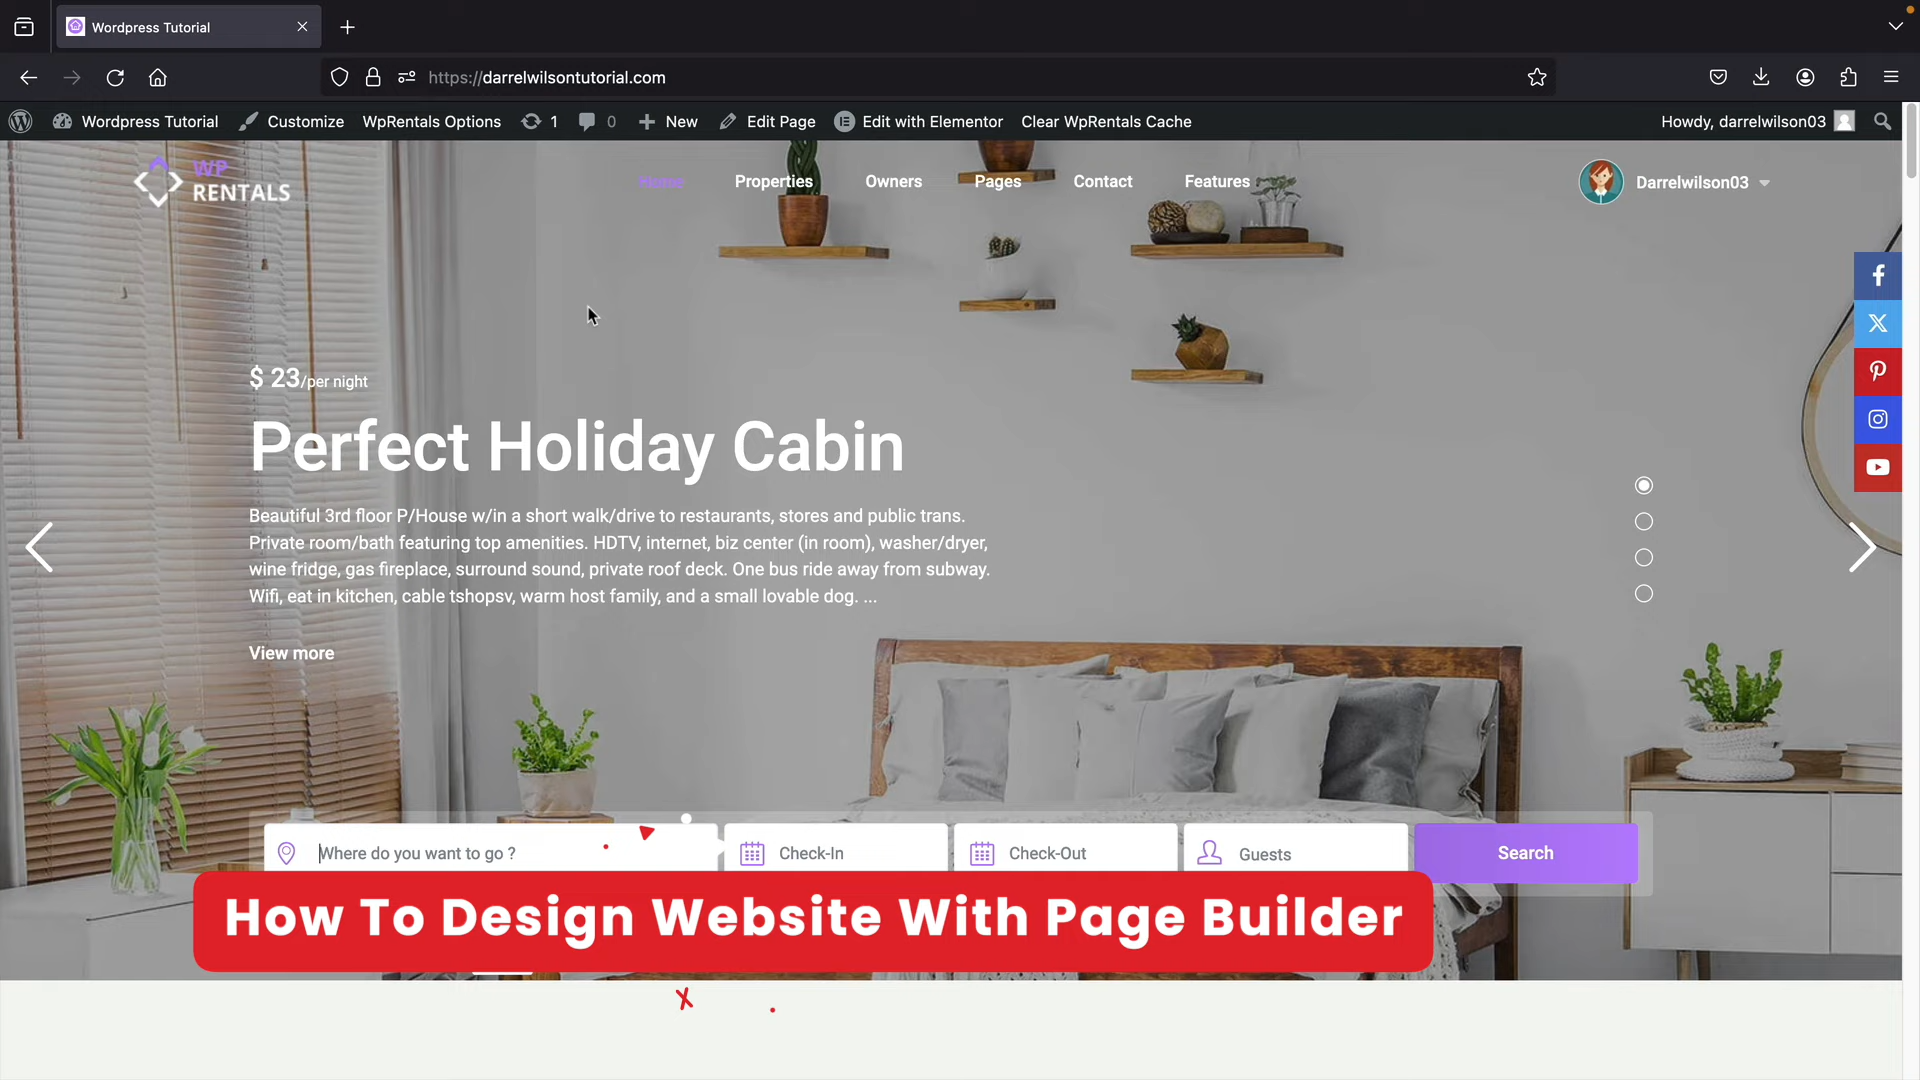 Wordpress Tutorial
https://darrelwilsontutorial.com
Wordpress Tutorial Customize WpRentals Options 1 0 New Edit Page Edit with Elementor Clear WpRentals Cache Howdy, darrelwilson03
WP
RENTALS
Home Properties Owners Pages Contact Features Darrelwilson03
$ 23/per night
Perfect Holiday Cabin
Beautiful 3rd floor P/House w/in a short walk/drive to restaurants, stores and public trans.
Private room/bath featuring top amenities. HDTV, internet, biz center (in room), washer/dryer,
wine fridge, gas fireplace, surround sound, private roof deck. One bus ride away from subway.
Wifi, eat in kitchen, cable tshopsv, warm host family, and a small lovable dog. ...
View more
Where do you want to go ? Check-In Check-Out Guests Search
How To Design Website With Page Builder